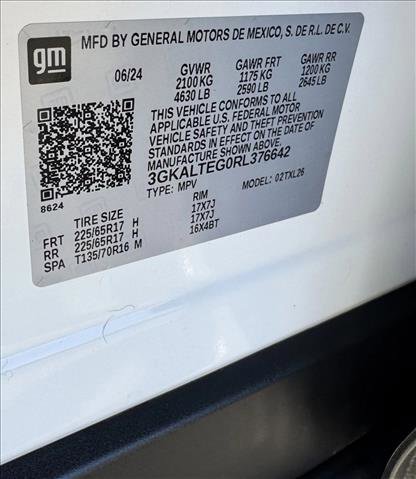 gm
MFD BY GENERAL MOTORS DE MEXICO, S. DE R.L. DE C.V.
06/24 GVWR GAWR FRT GAWR RR
2100 KG 1175 KG 1200 KG
4630 LB 2590 LB 2645 LB
THIS VEHICLE CONFORMS TO ALL
APPLICABLE U.S. FEDERAL MOTOR
VEHICLE SAFETY AND THEFT PREVENTION
STANDARDS IN EFFECT ON THE DATE OF
MANUFACTURE SHOWN ABOVE.
3GKALTEG0RL376642
TYPE: MPV MODEL: 02TXL26
8624
TIRE SIZE RIM
FRT 225/65R17 H 17X7J
RR 225/65R17 H 17X7J
SPA T135/70R16 M 16X4BT